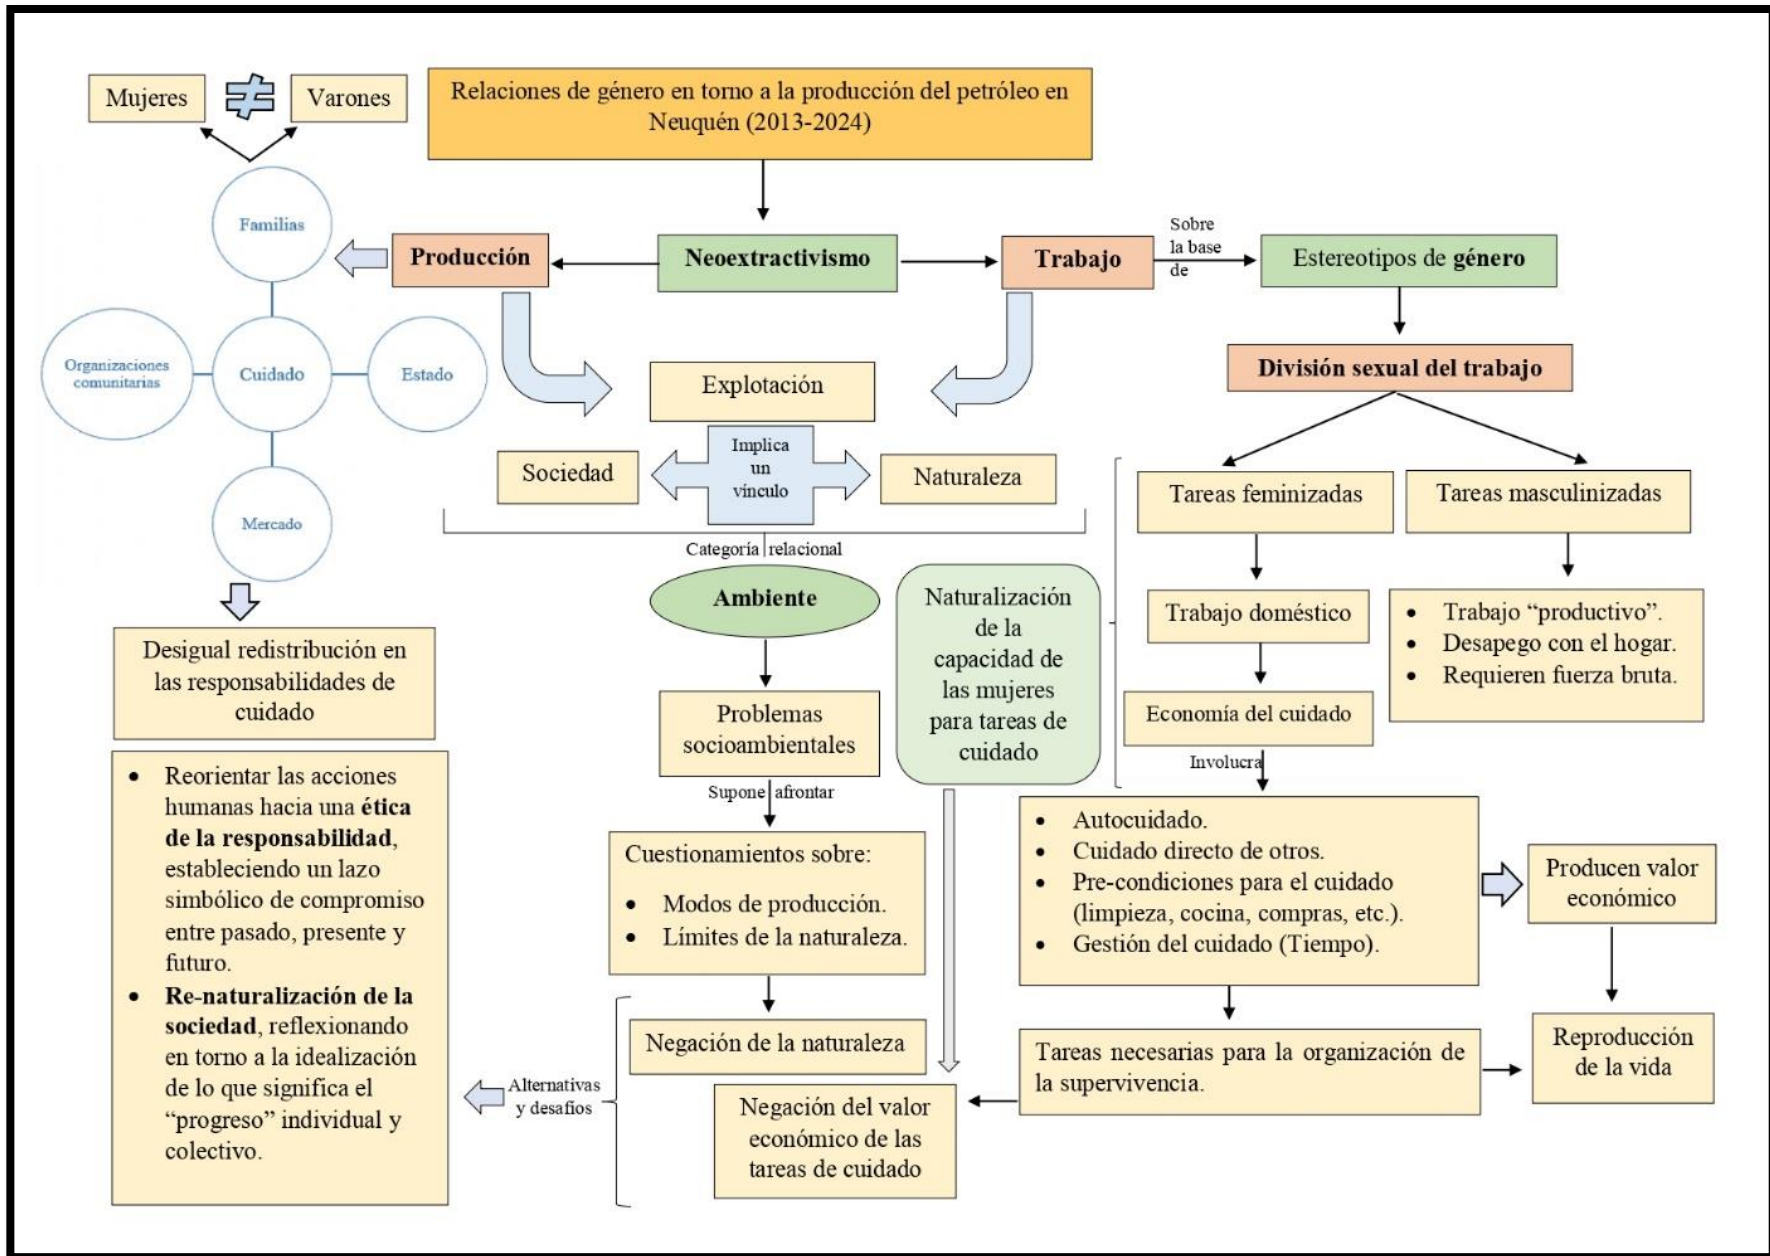 Mujeres
Varones
Relaciones de género en torno a la producción del petróleo en
Neuquén (2013-2024)
Familias
Organizaciones
comunitarias
Cuidado
Estado
Mercado
Producción
Neoextractivismo
Trabajo
Sobre
la base
de
Estereotipos de género
Explotación
Implica
un
vínculo
Sociedad
Naturaleza
Categoría relacional
División sexual del trabajo
Tareas feminizadas
Tareas masculinizadas
Ambiente
Naturalización
de la
capacidad de
las mujeres
para tareas de
cuidado
Trabajo doméstico
• Trabajo “productivo”.
• Desapego con el hogar.
• Requieren fuerza bruta.
Desigual redistribución en
las responsabilidades de
cuidado
Problemas
socioambientales
Economía del cuidado
Supone afrontar
Involucra
• Reorientar las acciones
humanas hacia una ética
de la responsabilidad,
estableciendo un lazo
simbólico de compromiso
entre pasado, presente y
futuro.
• Re-naturalización de la
sociedad, reflexionando
en torno a la idealización
de lo que significa el
“progreso” individual y
colectivo.
Cuestionamientos sobre:
• Modos de producción.
• Límites de la naturaleza.
• Autocuidado.
• Cuidado directo de otros.
• Pre-condiciones para el cuidado
(limpieza, cocina, compras, etc.).
• Gestión del cuidado (Tiempo).
Producen valor
económico
Negación de la naturaleza
Tareas necesarias para la organización de
la supervivencia.
Reproducción
de la vida
Alternativas
y desafíos
Negación del valor
económico de las
tareas de cuidado